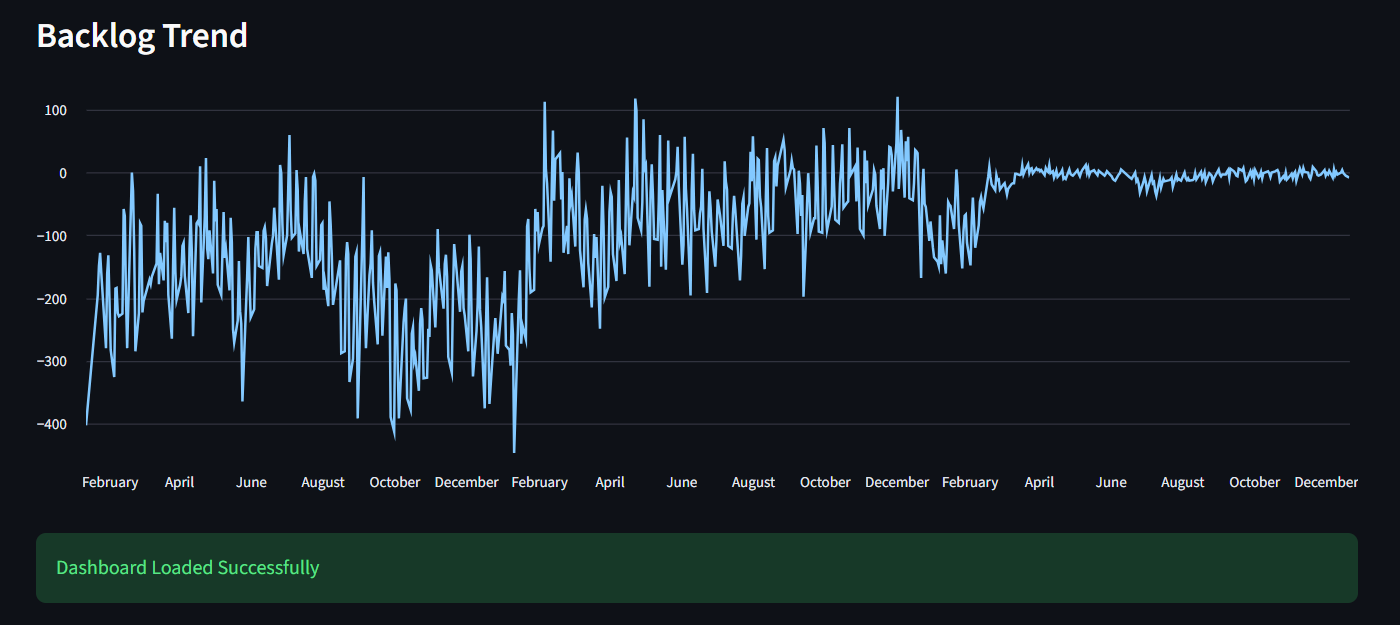 Backlog Trend
100
0
−100
−200
−300
−400
February April June August October December February April June August October December February April June August October December
Dashboard Loaded Successfully